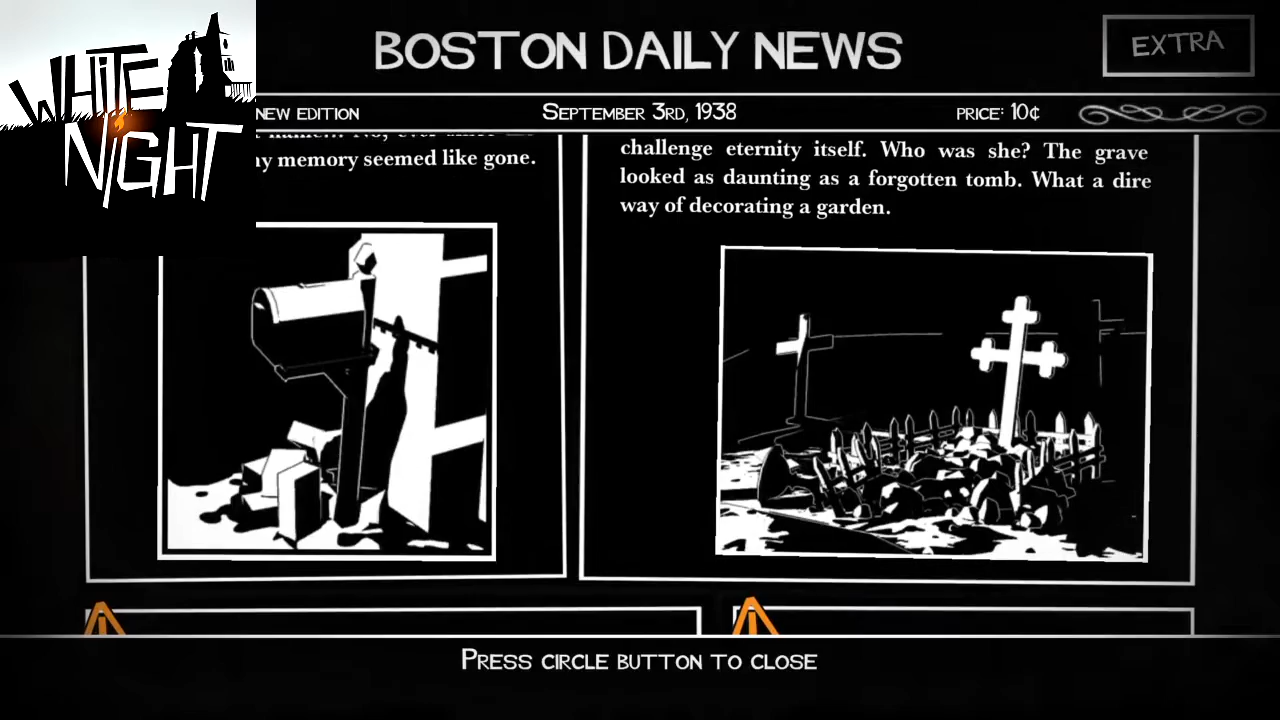 WHITE
NIGHT
BOSTON DAILY NEWS
EXTRA
NEW EDITION
SEPTEMBER 3RD, 1938
PRICE: 10¢
my memory seemed like gone.
challenge eternity itself. Who was she? The grave
looked as daunting as a forgotten tomb. What a dire
way of decorating a garden.
PRESS CIRCLE BUTTON TO CLOSE